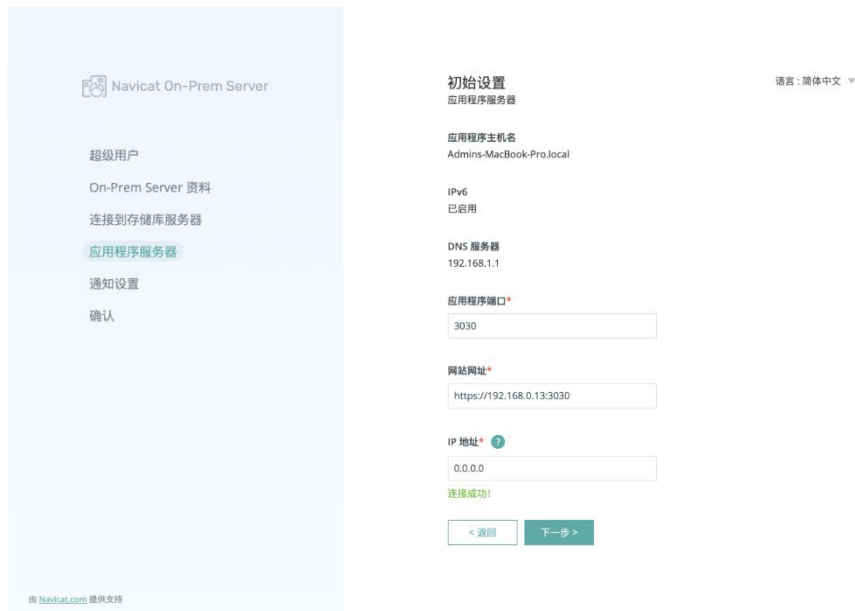 Navicat On-Prem Server
超级用户
On-Prem Server 资料
连接到存储库服务器
应用程序服务器
通知设置
确认
由 Navicat.com 提供支持
初始设置
语言 : 简体中文
应用程序服务器
应用程序主机名
Admins-MacBook-Pro.local
IPv6
已启用
DNS 服务器
192.168.1.1
应用程序端口*
3030
网站网址*
https://192.168.0.13:3030
IP 地址* ?
0.0.0.0
连接成功!
< 返回
下一步 >